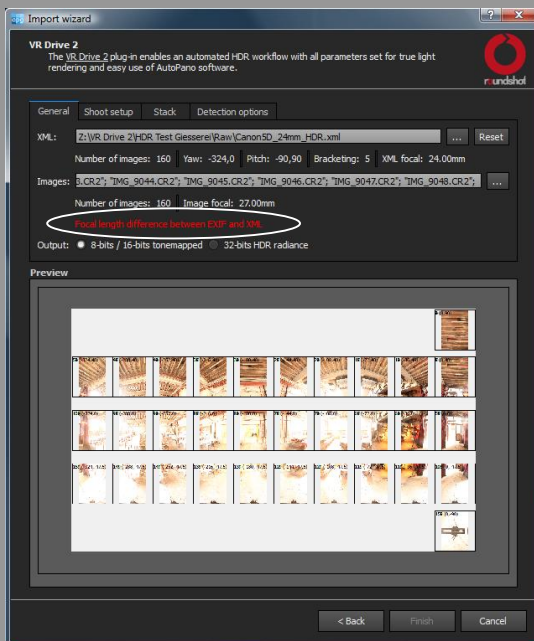 Import wizard
VR Drive 2
The VR Drive 2 plug-in enables an automated HDR workflow with all parameters set for true light
rendering and easy use of AutoPano software.
roundshot
General Shoot setup Stack Detection options
XML: Z:\VR Drive 2\HDR Test Giesserei\Raw\Canon5D_24mm_HDR.xml ... Reset
Number of images: 160 Yaw: -324,0 Pitch: -90,90 Bracketing: 5 XML focal: 24.00mm
Images: 3.CR2"; "IMG_9044.CR2"; "IMG_9045.CR2"; "IMG_9046.CR2"; "IMG_9047.CR2"; "IMG_9048.CR2"; ...
Number of images: 160 Image focal: 27.00mm
Focal length difference between EXIF and XML
Output: 8-bits / 16-bits tonemapped 32-bits HDR radiance
Preview
< Back Finish Cancel